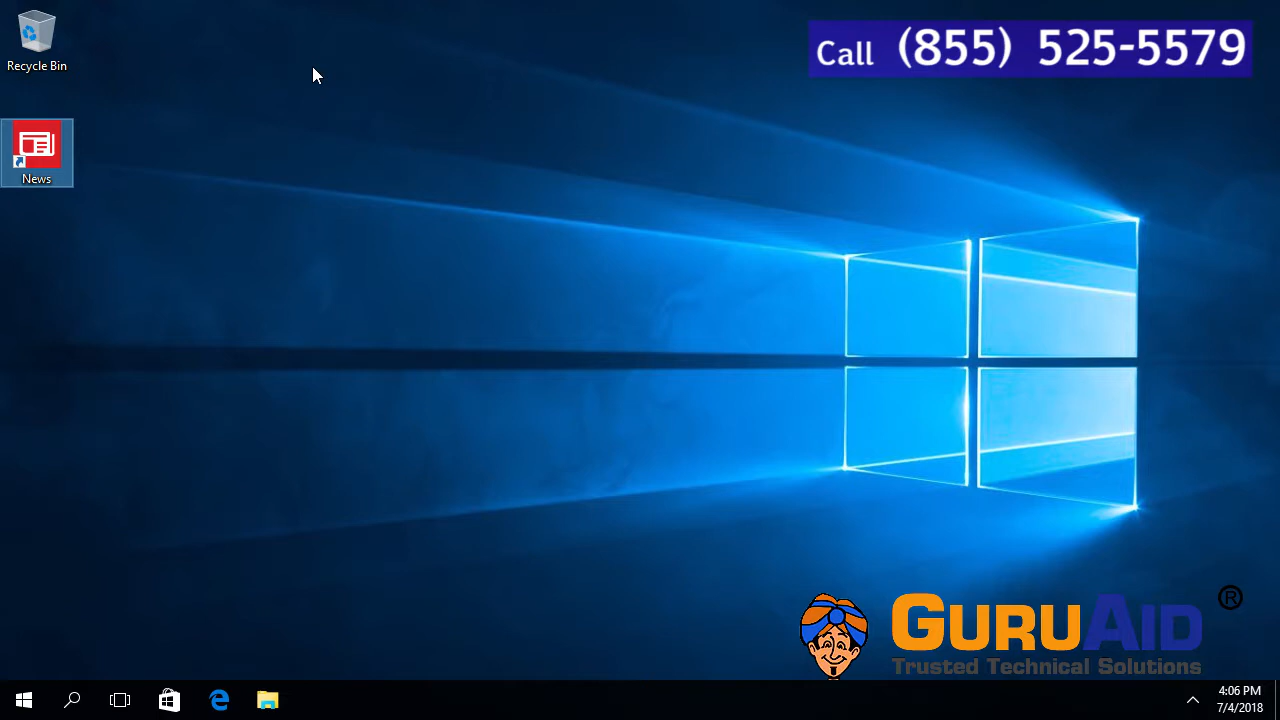 Recycle Bin
Call (855) 525-5579
News
GURUAID ®
Trusted Technical Solutions
4:06 PM
7/4/2018